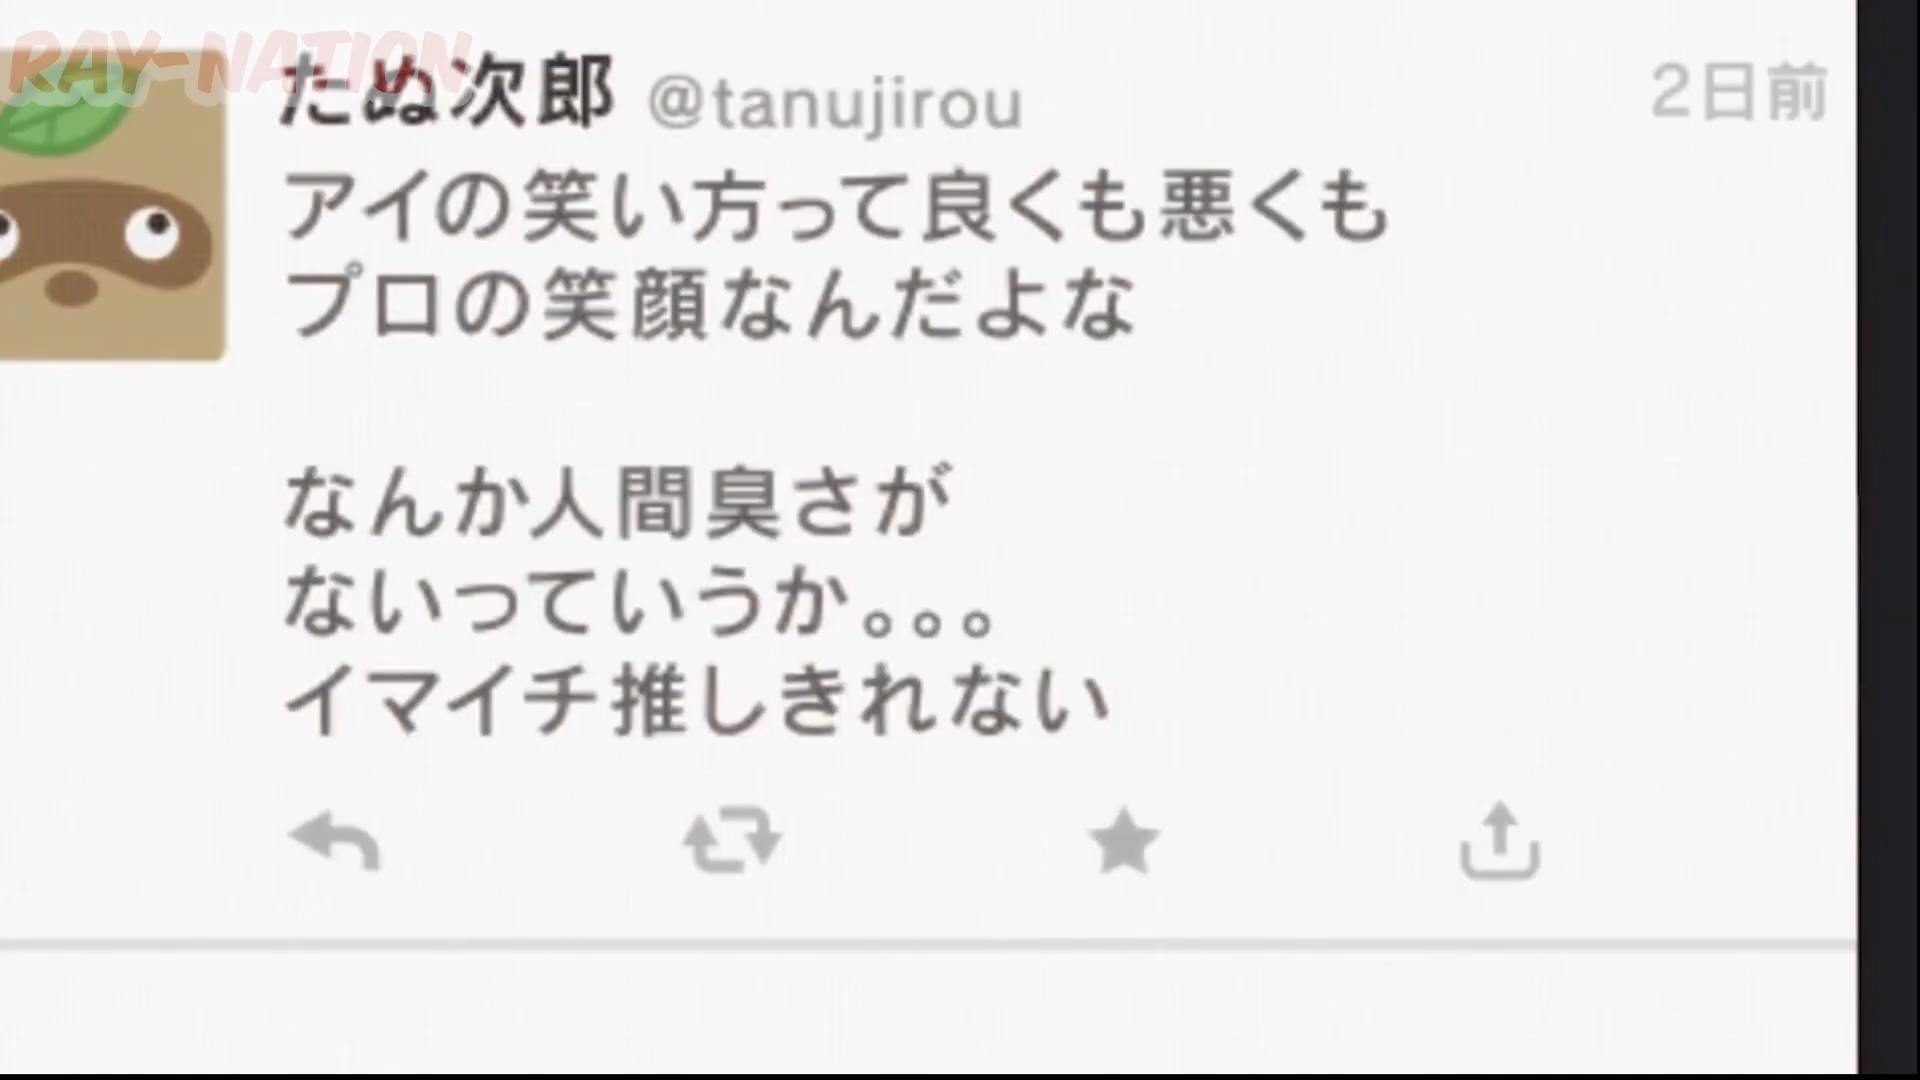 RAY-NATION
たぬ次郎 @tanujirou 2日前
アイの笑い方って良くも悪くも
プロの笑顔なんだよな
なんか人間臭さが
ないっていうか。。。
イマイチ推しきれない